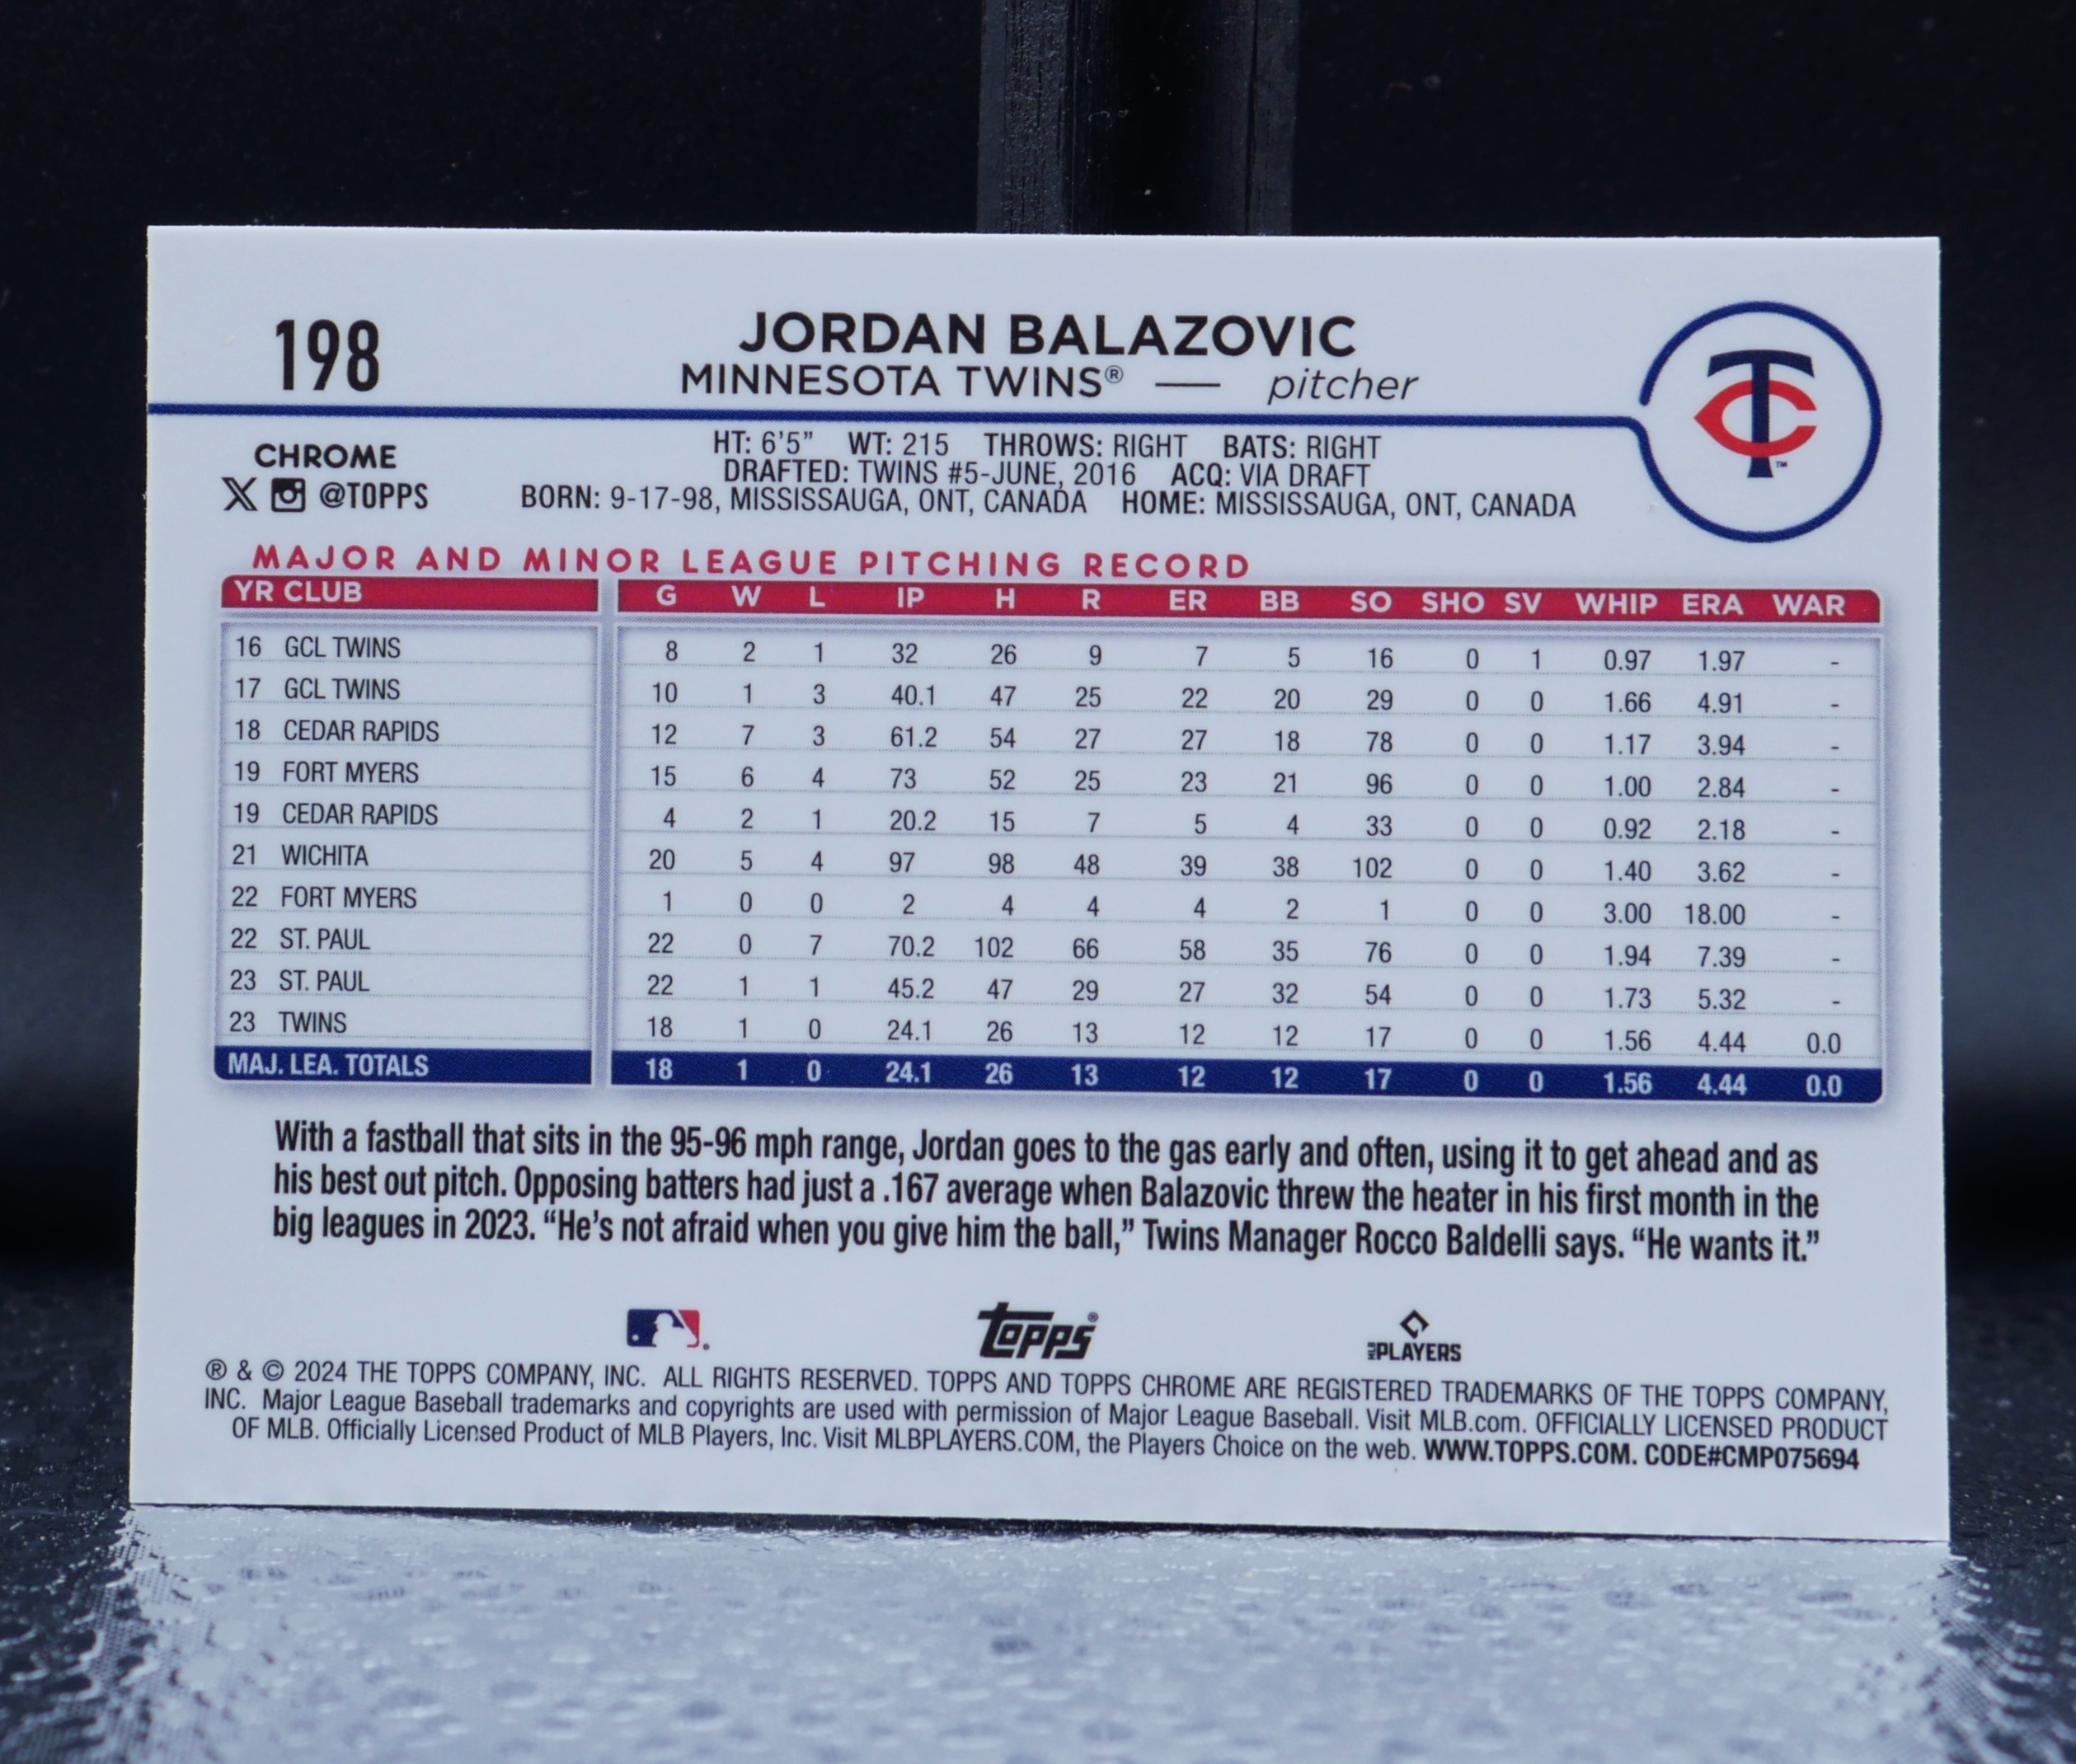 198
JORDAN BALAZOVIC
MINNESOTA TWINS® — pitcher
TC™
CHROME
X @TOPPS
HT: 6'5" WT: 215 THROWS: RIGHT BATS: RIGHT
DRAFTED: TWINS #5-JUNE, 2016 ACQ: VIA DRAFT
BORN: 9-17-98, MISSISSAUGA, ONT, CANADA HOME: MISSISSAUGA, ONT, CANADA
MAJOR AND MINOR LEAGUE PITCHING RECORD
YR CLUB G W L IP H R ER BB SO SHO SV WHIP ERA WAR
16 GCL TWINS 8 2 1 32 26 9 7 5 16 0 1 0.97 1.97 -
17 GCL TWINS 10 1 3 40.1 47 25 22 20 29 0 0 1.66 4.91 -
18 CEDAR RAPIDS 12 7 3 61.2 54 27 27 18 78 0 0 1.17 3.94 -
19 FORT MYERS 15 6 4 73 52 25 23 21 96 0 0 1.00 2.84 -
19 CEDAR RAPIDS 4 2 1 20.2 15 7 5 4 33 0 0 0.92 2.18 -
21 WICHITA 20 5 4 97 98 48 39 38 102 0 0 1.40 3.62 -
22 FORT MYERS 1 0 0 2 4 4 4 2 1 0 0 3.00 18.00 -
22 ST. PAUL 22 0 7 70.2 102 66 58 35 76 0 0 1.94 7.39 -
23 ST. PAUL 22 1 1 45.2 47 29 27 32 54 0 0 1.73 5.32 -
23 TWINS 18 1 0 24.1 26 13 12 12 17 0 0 1.56 4.44 0.0
MAJ. LEA. TOTALS 18 1 0 24.1 26 13 12 12 17 0 0 1.56 4.44 0.0
With a fastball that sits in the 95-96 mph range, Jordan goes to the gas early and often, using it to get ahead and as
his best out pitch. Opposing batters had just a .167 average when Balazovic threw the heater in his first month in the
big leagues in 2023. “He’s not afraid when you give him the ball,” Twins Manager Rocco Baldelli says. “He wants it.”
Topps® MLB PLAYERS
® & © 2024 THE TOPPS COMPANY, INC. ALL RIGHTS RESERVED. TOPPS AND TOPPS CHROME ARE REGISTERED TRADEMARKS OF THE TOPPS COMPANY,
INC. Major League Baseball trademarks and copyrights are used with permission of Major League Baseball. Visit MLB.com. OFFICIALLY LICENSED PRODUCT
OF MLB. Officially Licensed Product of MLB Players, Inc. Visit MLBPLAYERS.COM, the Players Choice on the web. WWW.TOPPS.COM. CODE#CMP075694